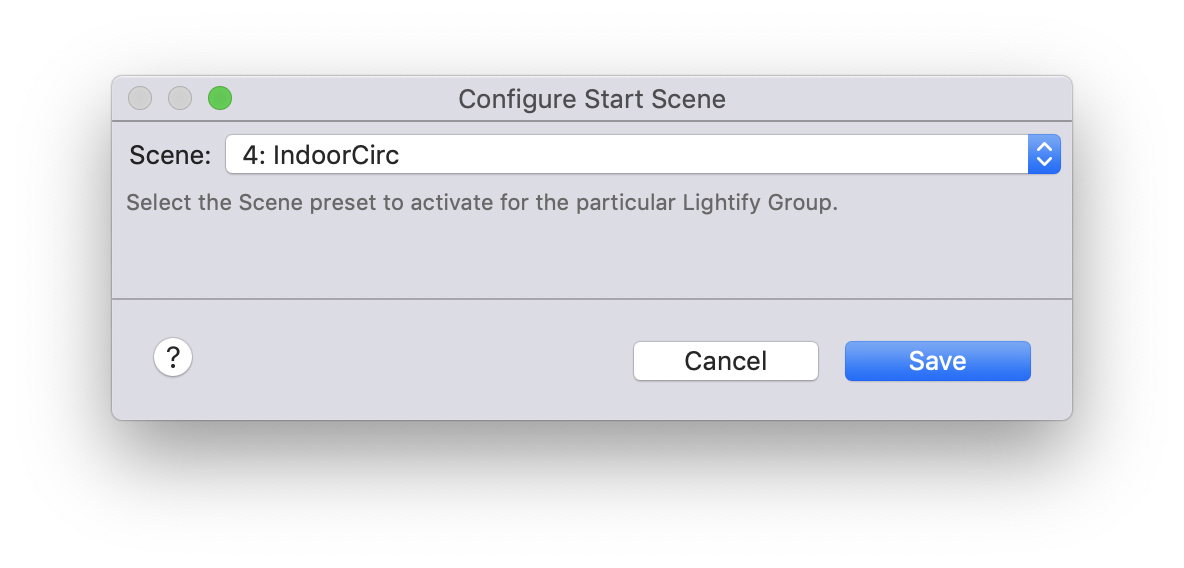 Configure Start Scene
Scene: 4: IndoorCirc
Select the Scene preset to activate for the particular Lightify Group.
? Cancel Save